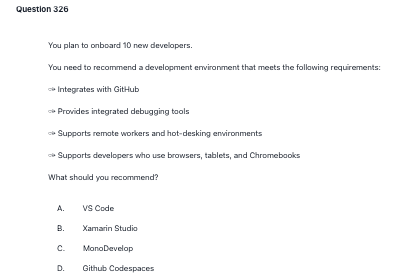 Question 326
You plan to onboard 10 new developers.
You need to recommend a development environment that meets the following requirements:
✑ Integrates with GitHub
✑ Provides integrated debugging tools
✑ Supports remote workers and hot-desking environments
✑ Supports developers who use browsers, tablets, and Chromebooks
What should you recommend?
A. VS Code
B. Xamarin Studio
C. MonoDevelop
D. Github Codespaces